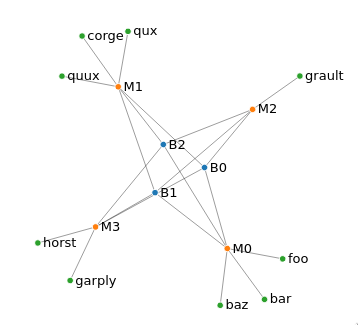 qux
corge
quux
M1
grault
M2
B2
B0
B1
M3
horst
M0
foo
garply
bar
baz